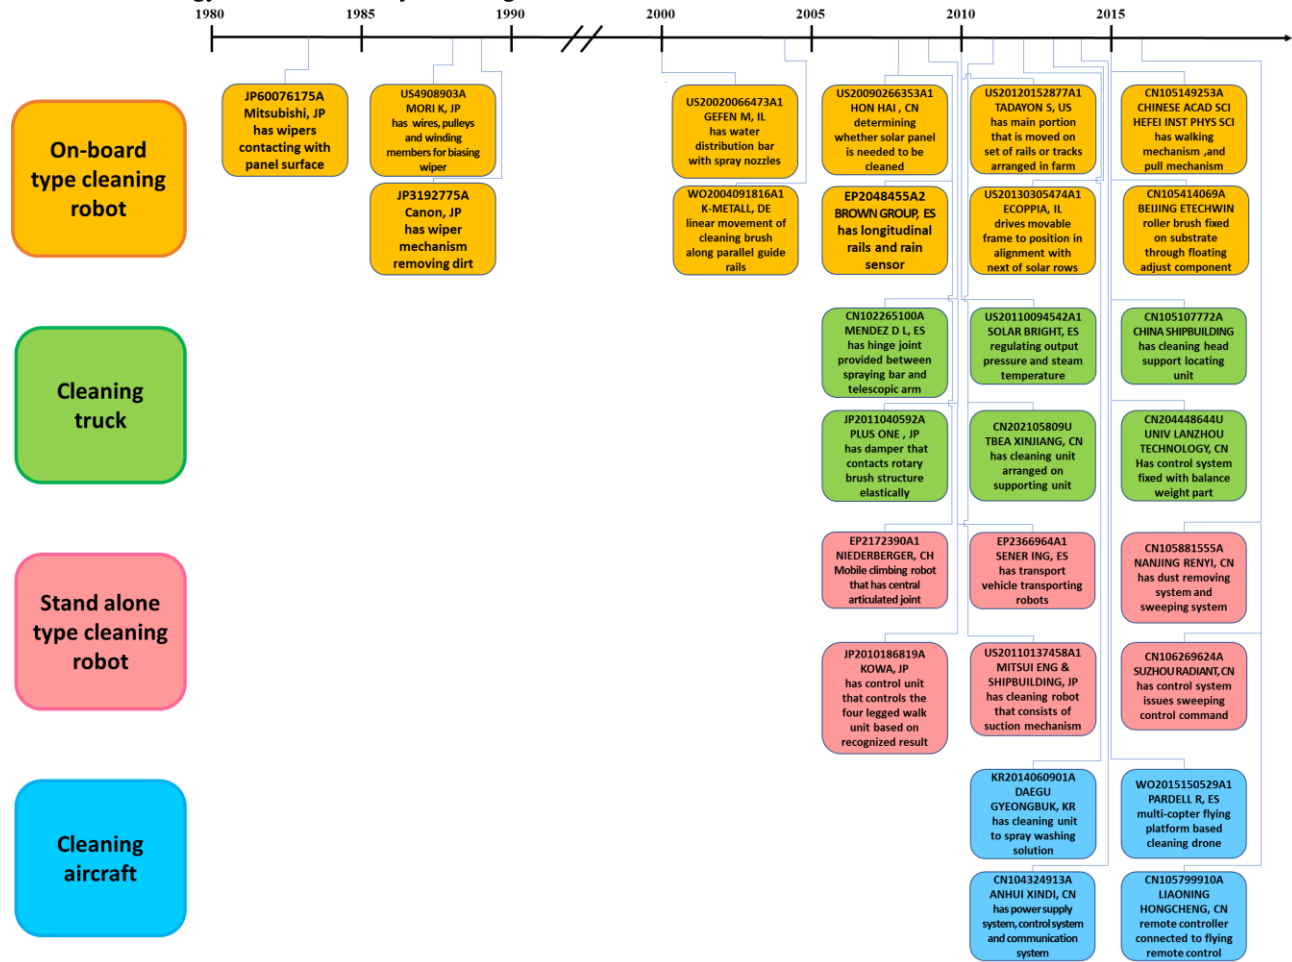 1980
1985
1990
2000
2005
2010
2015
On-board
type cleaning
robot
JP60076175A
Mitsubishi, JP
has wipers
contacting with
panel surface
US4908903A
MORI K, JP
has wires, pulleys
and winding
members for biasing
wiper
JP3192775A
Canon, JP
has wiper
mechanism
removing dirt
US20020066473A1
GEFEN M, IL
has water
distribution bar
with spray nozzles
WO2004091816A1
K-METALL, DE
linear movement of
cleaning brush
along parallel guide
rails
US20090266353A1
HON HAI , CN
determining
whether solar panel
is needed to be
cleaned
EP2048455A2
BROWN GROUP, ES
has longitudinal
rails and rain
sensor
US20120152877A1
TADAYON S, US
has main portion
that is moved on
set of rails or tracks
arranged in farm
US20130305474A1
ECOPPIA, IL
drives movable
frame to position in
alignment with
next of solar rows
CN105149253A
CHINESE ACAD SCI
HEFEI INST PHYS SCI
has walking
mechanism ,and
pull mechanism
CN105414069A
BEIJING ETECHWIN
roller brush fixed
on substrate
through floating
adjust component
Cleaning
truck
CN102265100A
MENDEZ D L, ES
has hinge joint
provided between
spraying bar and
telescopic arm
JP2011040592A
PLUS ONE , JP
has damper that
contacts rotary
brush structure
elastically
US20110094542A1
SOLAR BRIGHT, ES
regulating output
pressure and steam
temperature
CN202105809U
TBEA XINJIANG, CN
has cleaning unit
arranged on
supporting unit
CN105107772A
CHINA SHIPBUILDING
has cleaning head
support locating
unit
CN204448644U
UNIV LANZHOU
TECHNOLOGY, CN
Has control system
fixed with balance
weight part
Stand alone
type cleaning
robot
EP2172390A1
NIEDERBERGER, CH
Mobile climbing robot
that has central
articulated joint
JP2010186819A
KOWA, JP
has control unit
that controls the
four legged walk
unit based on
recognized result
EP2366964A1
SENER ING, ES
has transport
vehicle transporting
robots
US20110137458A1
MITSUI ENG &
SHIPBUILDING, JP
has cleaning robot
that consists of
suction mechanism
CN105881555A
NANJING RENYI, CN
has dust removing
system and
sweeping system
CN106269624A
SUZHOU RADIANT, CN
has control system
issues sweeping
control command
Cleaning
aircraft
KR2014060901A
DAEGU
GYEONGBUK, KR
has cleaning unit
to spray washing
solution
CN104324913A
ANHUI XINDI, CN
has power supply
system, control system
and communication
system
WO2015150529A1
PARDELL R, ES
multi-copter flying
platform based
cleaning drone
CN105799910A
LIAONING
HONGCHENG, CN
remote controller
connected to flying
remote control